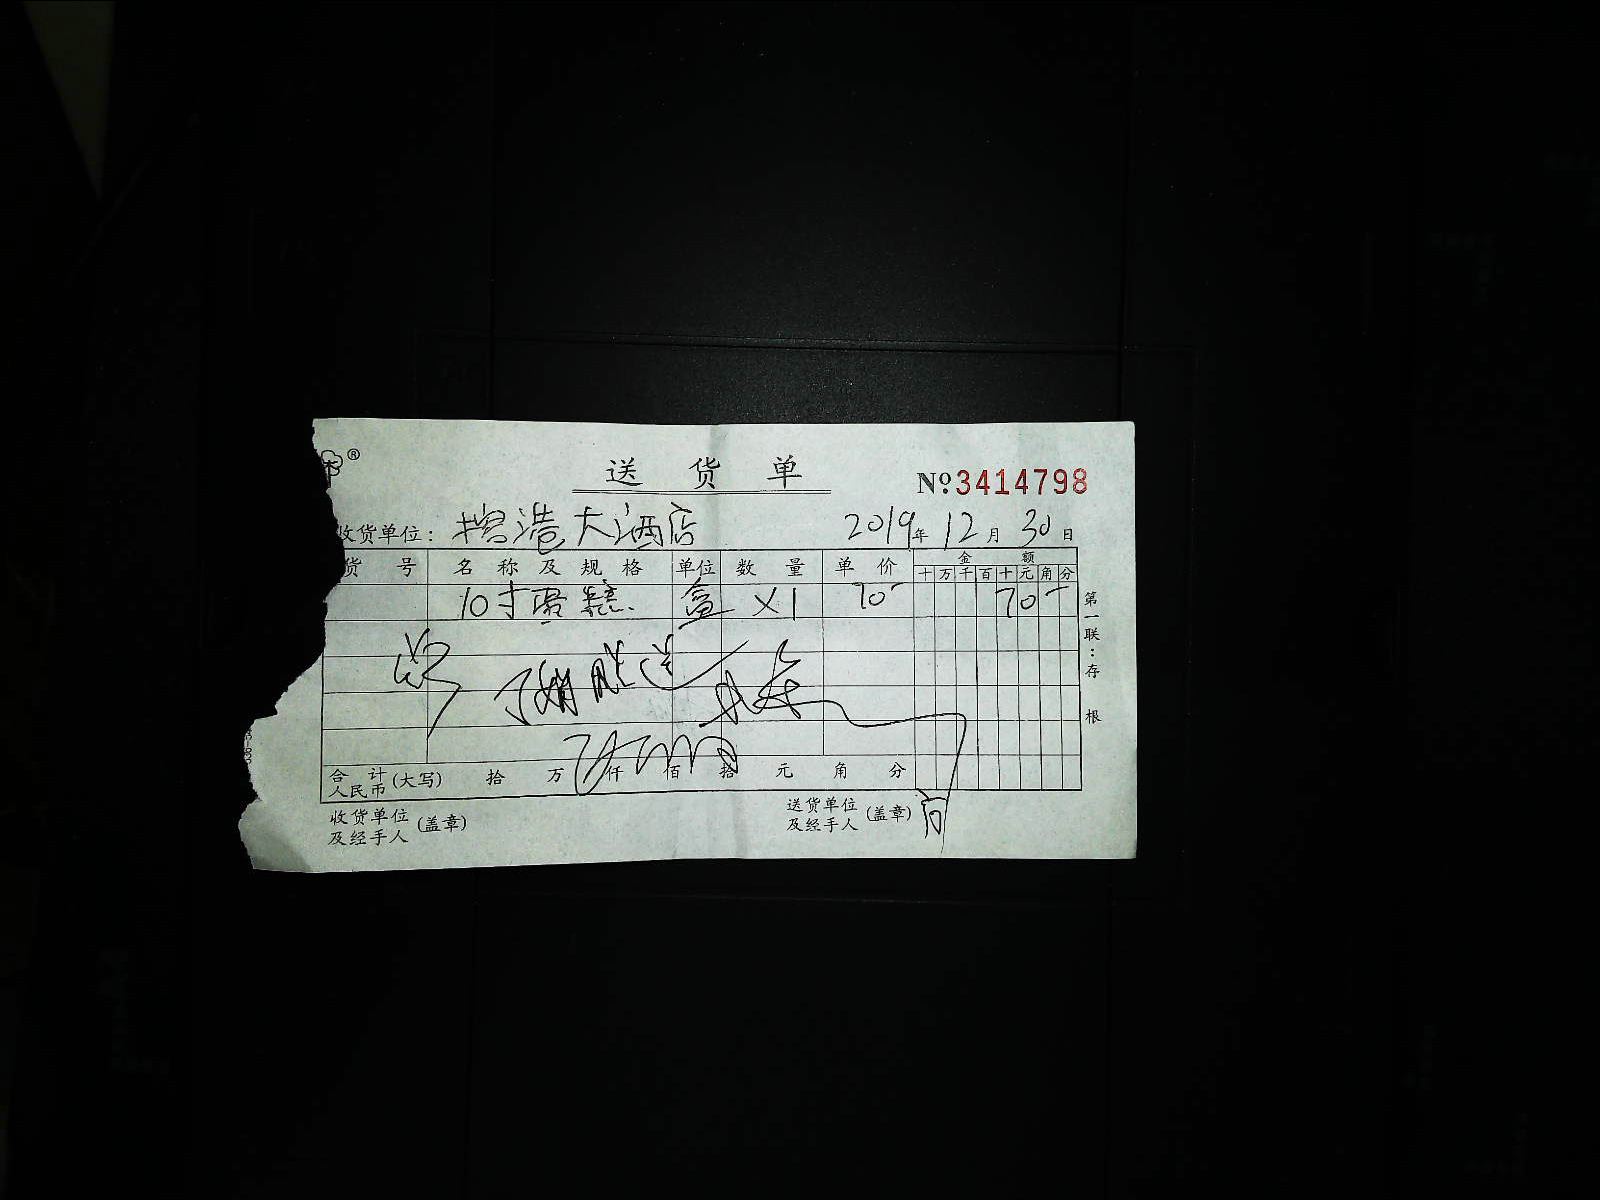 ®
送货单 №3414798
收货单位：榕港大酒店 2019年12月30日
货号 名称及规格 单位 数量 单价 金额
十 万 千 百 十 元 角 分
10寸蛋糕 盒 ×1 70- 70-
第一联：存根
合计人民币(大写) 拾 万 仟 佰 拾 元 角 分
收货单位及经手人(盖章) 送货单位及经手人(盖章)